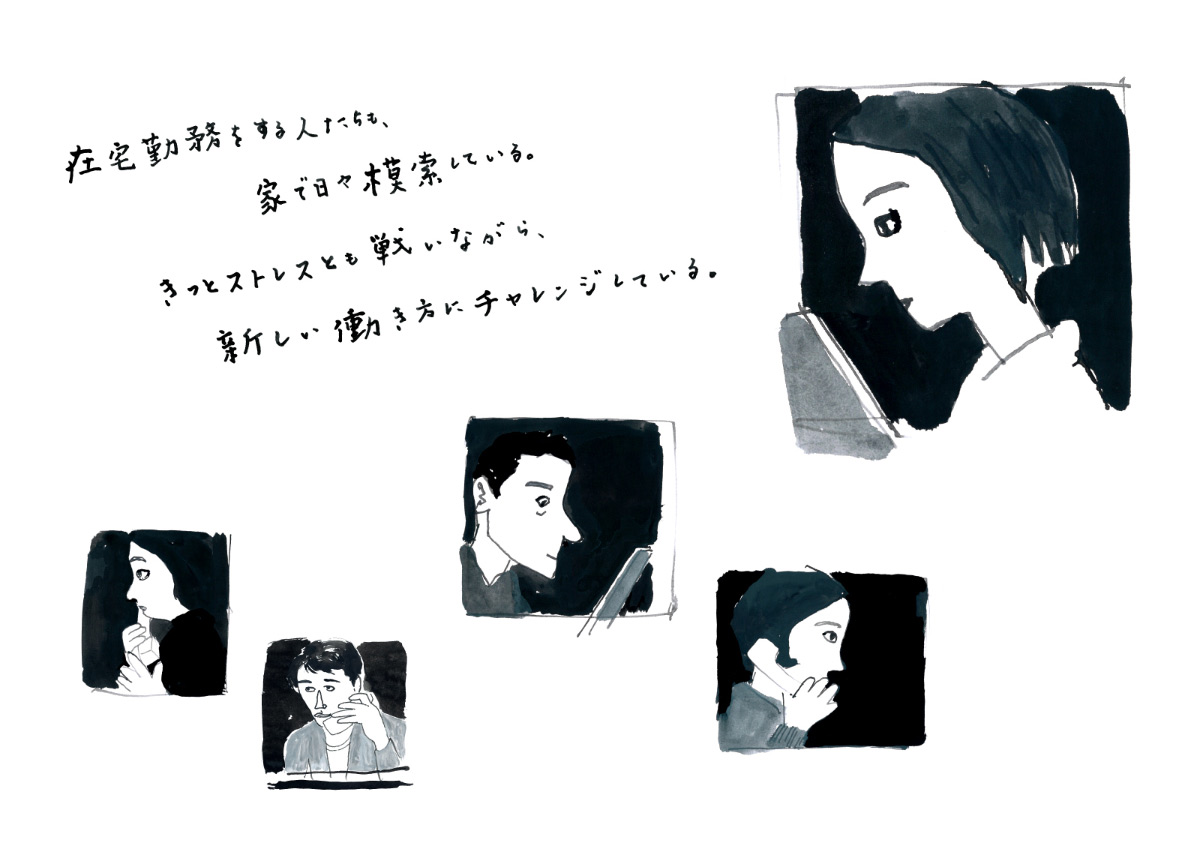 在宅勤務をする人たちも、
家で日々模索している。
きっとストレスとも戦いながら、
新しい働き方にチャレンジしている。